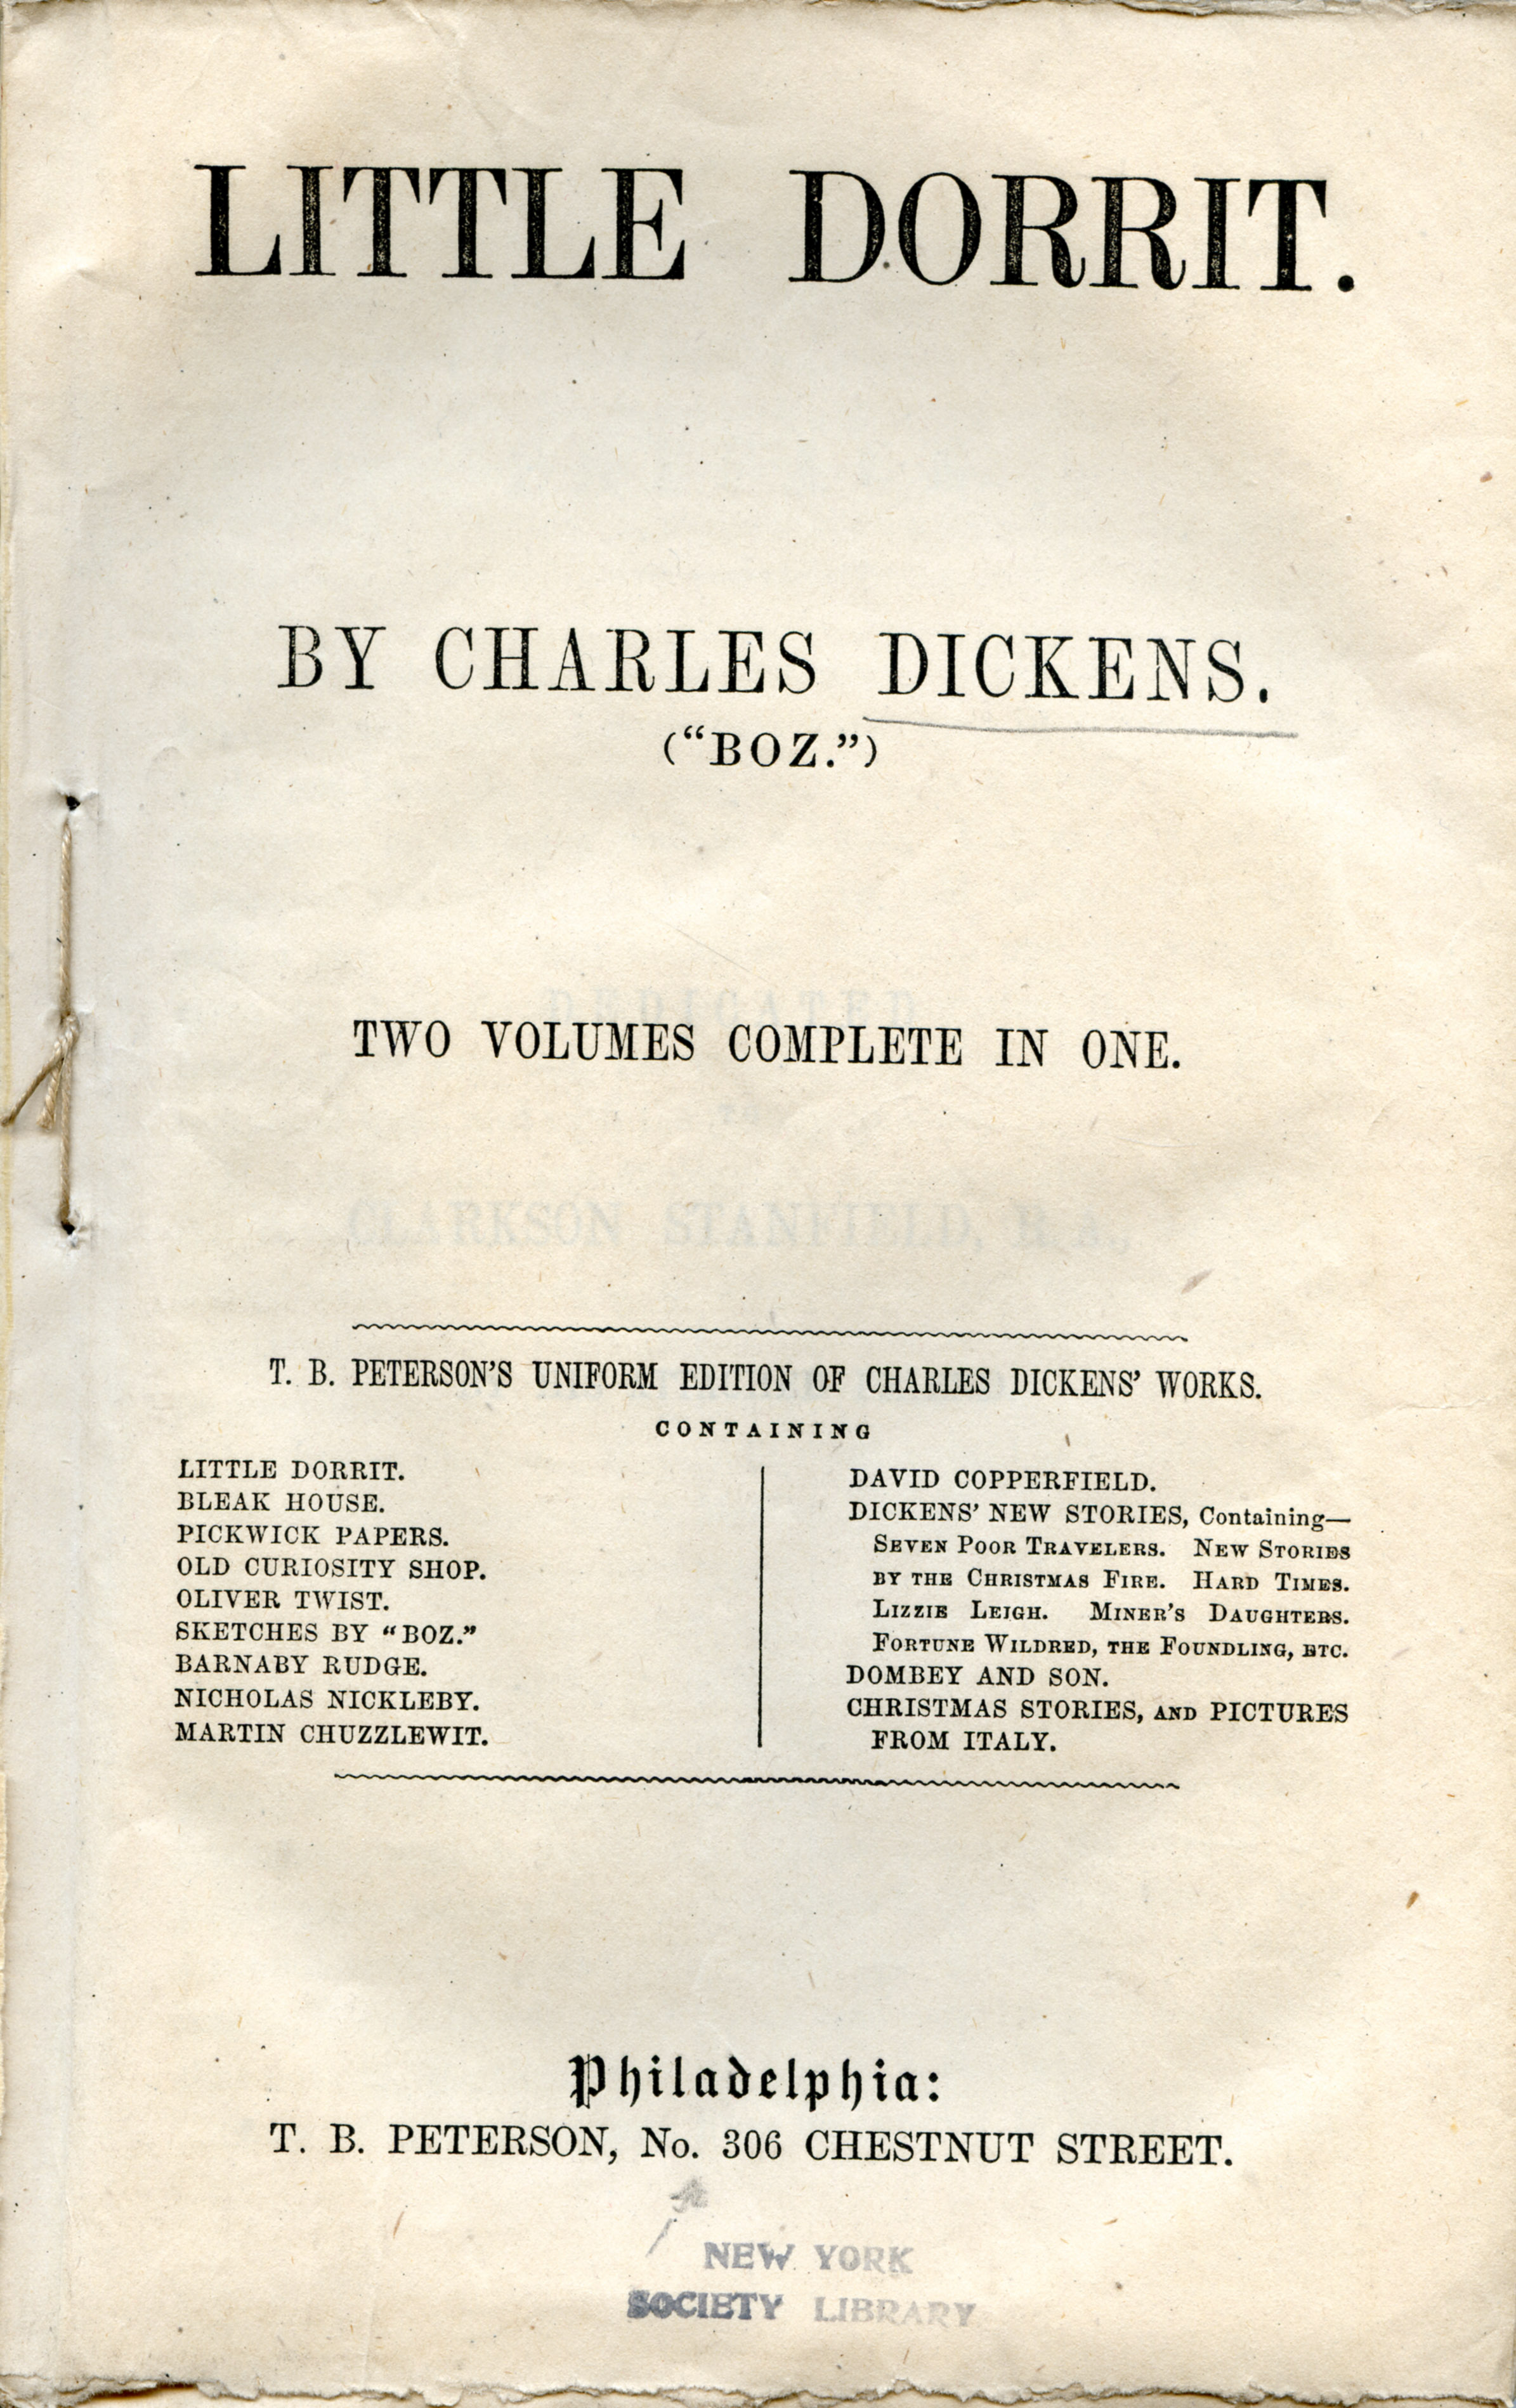 LITTLE DORRIT.
BY CHARLES DICKENS.
("BOZ.")
DEDICATED
TWO VOLUMES COMPLETE IN ONE.
CLARKSON STANFIELD, R. A.,
T. B. PETERSON'S UNIFORM EDITION OF CHARLES DICKENS' WORKS.
CONTAINING
LITTLE DORRIT.
BLEAK HOUSE.
PICKWICK PAPERS.
OLD CURIOSITY SHOP.
OLIVER TWIST.
SKETCHES BY "BOZ."
BARNABY RUDGE.
NICHOLAS NICKLEBY.
MARTIN CHUZZLEWIT.
DAVID COPPERFIELD.
DICKENS' NEW STORIES, Containing—
SEVEN POOR TRAVELERS. NEW STORIES
BY THE CHRISTMAS FIRE. HARD TIMES.
LIZZIE LEIGH. MINER'S DAUGHTERS.
FORTUNE WILDRED, THE FOUNDLING, ETC.
DOMBEY AND SON.
CHRISTMAS STORIES, AND PICTURES
FROM ITALY.
Philadelphia:
T. B. PETERSON, No. 306 CHESTNUT STREET.
NEW YORK
SOCIETY LIBRARY